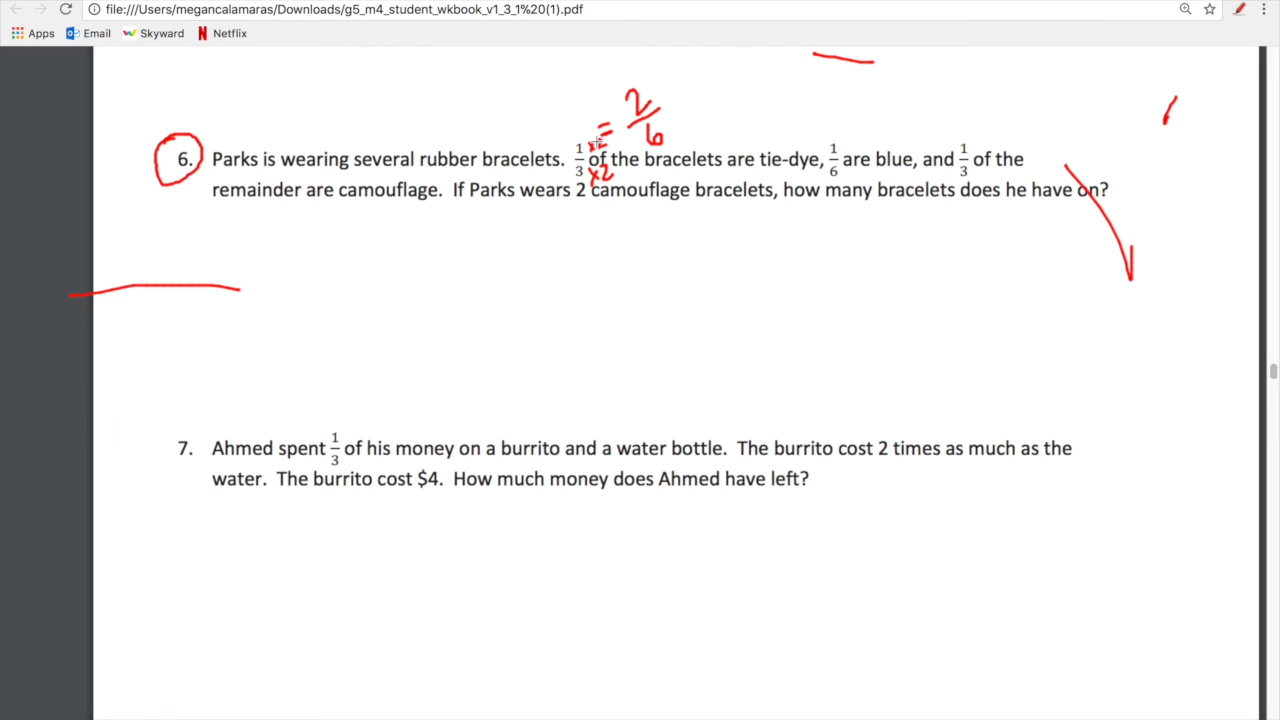 file:///Users/megancalamaras/Downloads/g5_m4_student_wkbook_v1_3_1%20(1).pdf
Apps Email Skyward Netflix
= 2/6
×2
6. Parks is wearing several rubber bracelets. 1/3 of the bracelets are tie-dye, 1/6 are blue, and 1/3 of the
×2
remainder are camouflage. If Parks wears 2 camouflage bracelets, how many bracelets does he have on?
7. Ahmed spent 1/3 of his money on a burrito and a water bottle. The burrito cost 2 times as much as the
water. The burrito cost $4. How much money does Ahmed have left?